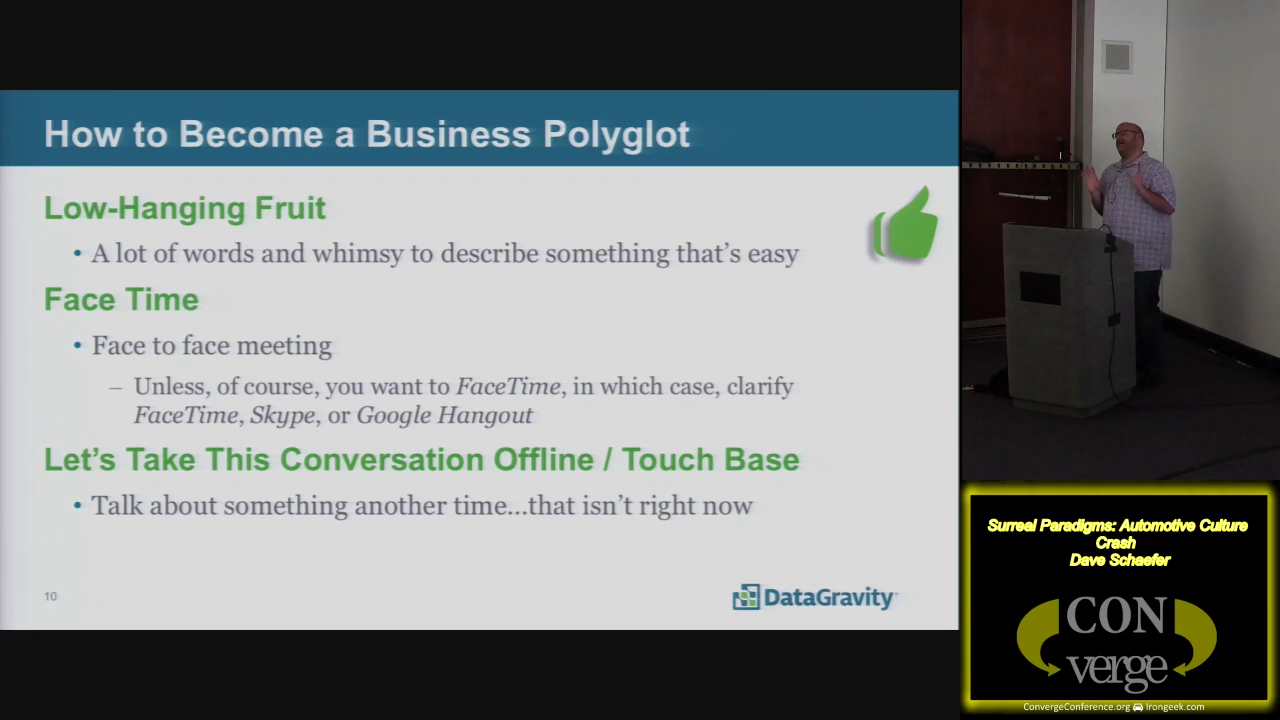 How to Become a Business Polyglot
Low-Hanging Fruit
• A lot of words and whimsy to describe something that's easy
Face Time
• Face to face meeting
– Unless, of course, you want to FaceTime, in which case, clarify
FaceTime, Skype, or Google Hangout
Let's Take This Conversation Offline / Touch Base
• Talk about something another time...that isn't right now
10
DataGravity
Surreal Paradigms: Automotive Culture
Crash
Dave Schaefer
CON
verge
ConvergeConference.org Irongeek.com